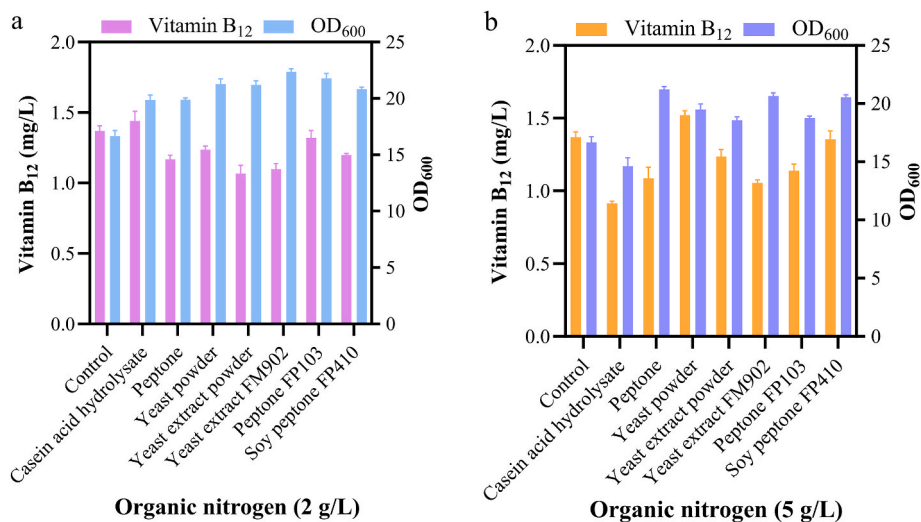 a
Vitamin B12
OD600
2.0
1.5
1.0
0.5
0.0
Vitamin B12 (mg/L)
25
20
15
10
5
0
OD600
Control
Casein acid hydrolysate
Peptone
Yeast powder
Yeast extract powder
Yeast extract FM902
Peptone FP103
Soy peptone FP410
Organic nitrogen (2 g/L)
b
Vitamin B12
OD600
2.0
1.5
1.0
0.5
0.0
Vitamin B12 (mg/L)
25
20
15
10
5
0
OD600
Control
Casein acid hydrolysate
Peptone
Yeast powder
Yeast extract powder
Yeast extract FM902
Peptone FP103
Soy peptone FP410
Organic nitrogen (5 g/L)